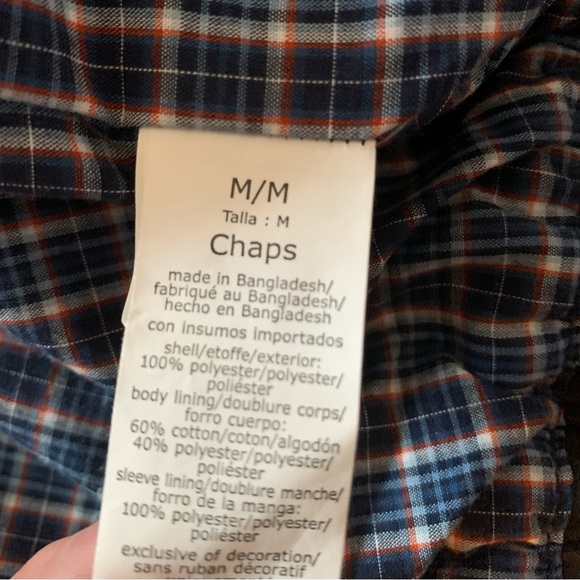 M/M
Talla : M
Chaps
made in Bangladesh/
fabriqué au Bangladesh/
hecho en Bangladesh
con insumos importados
shell/etoffe/exterior:
100% polyester/polyester/
poliéster
body lining/doublure corps/
forro cuerpo:
60% cotton/coton/algodón
40% polyester/polyester/
poliéster
sleeve lining/doublure manche/
forro de la manga:
100% polyester/polyester/
poliéster
exclusive of decoration/
sans ruban décoratif